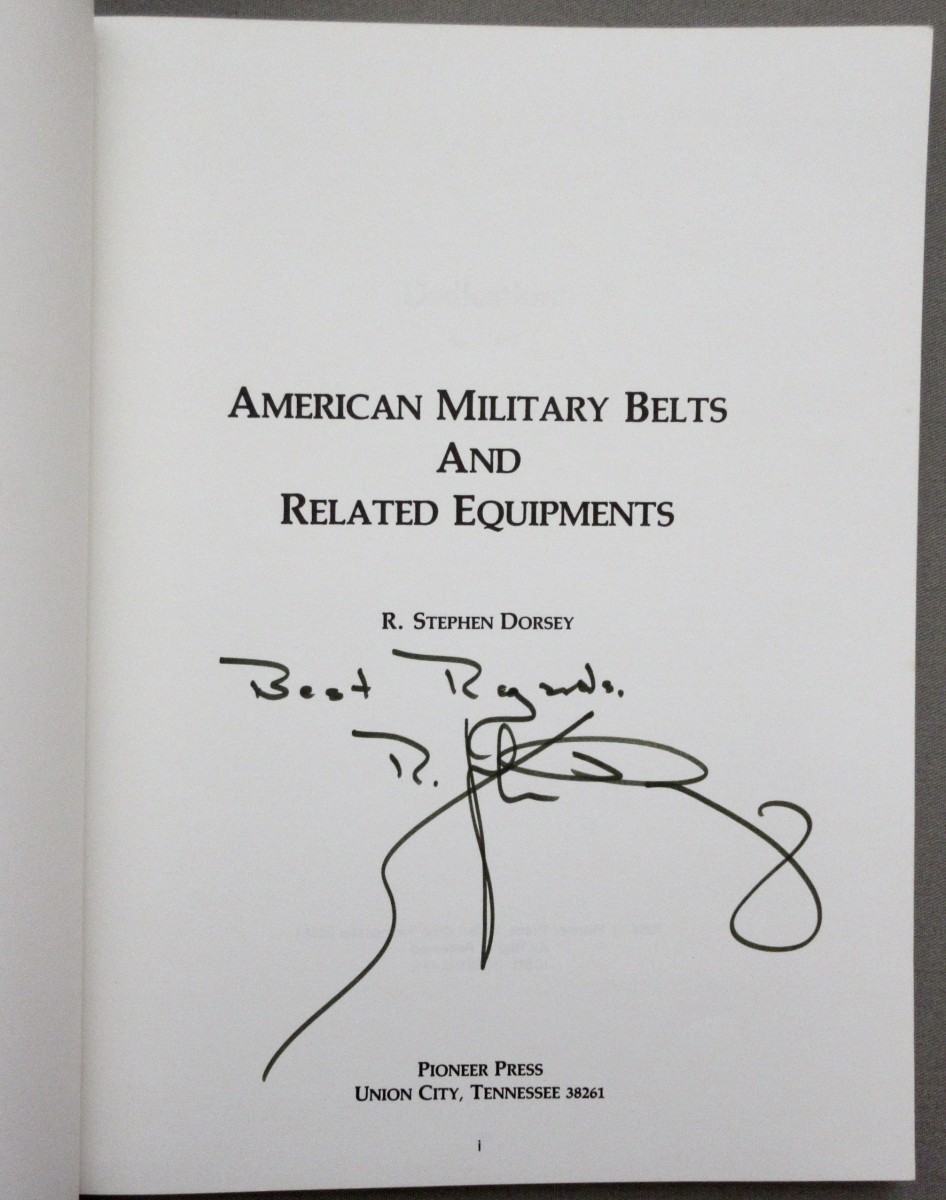 AMERICAN MILITARY BELTS
AND
RELATED EQUIPMENTS
R. STEPHEN DORSEY
Best Regards.
R.
PIONEER PRESS
UNION CITY, TENNESSEE 38261
i